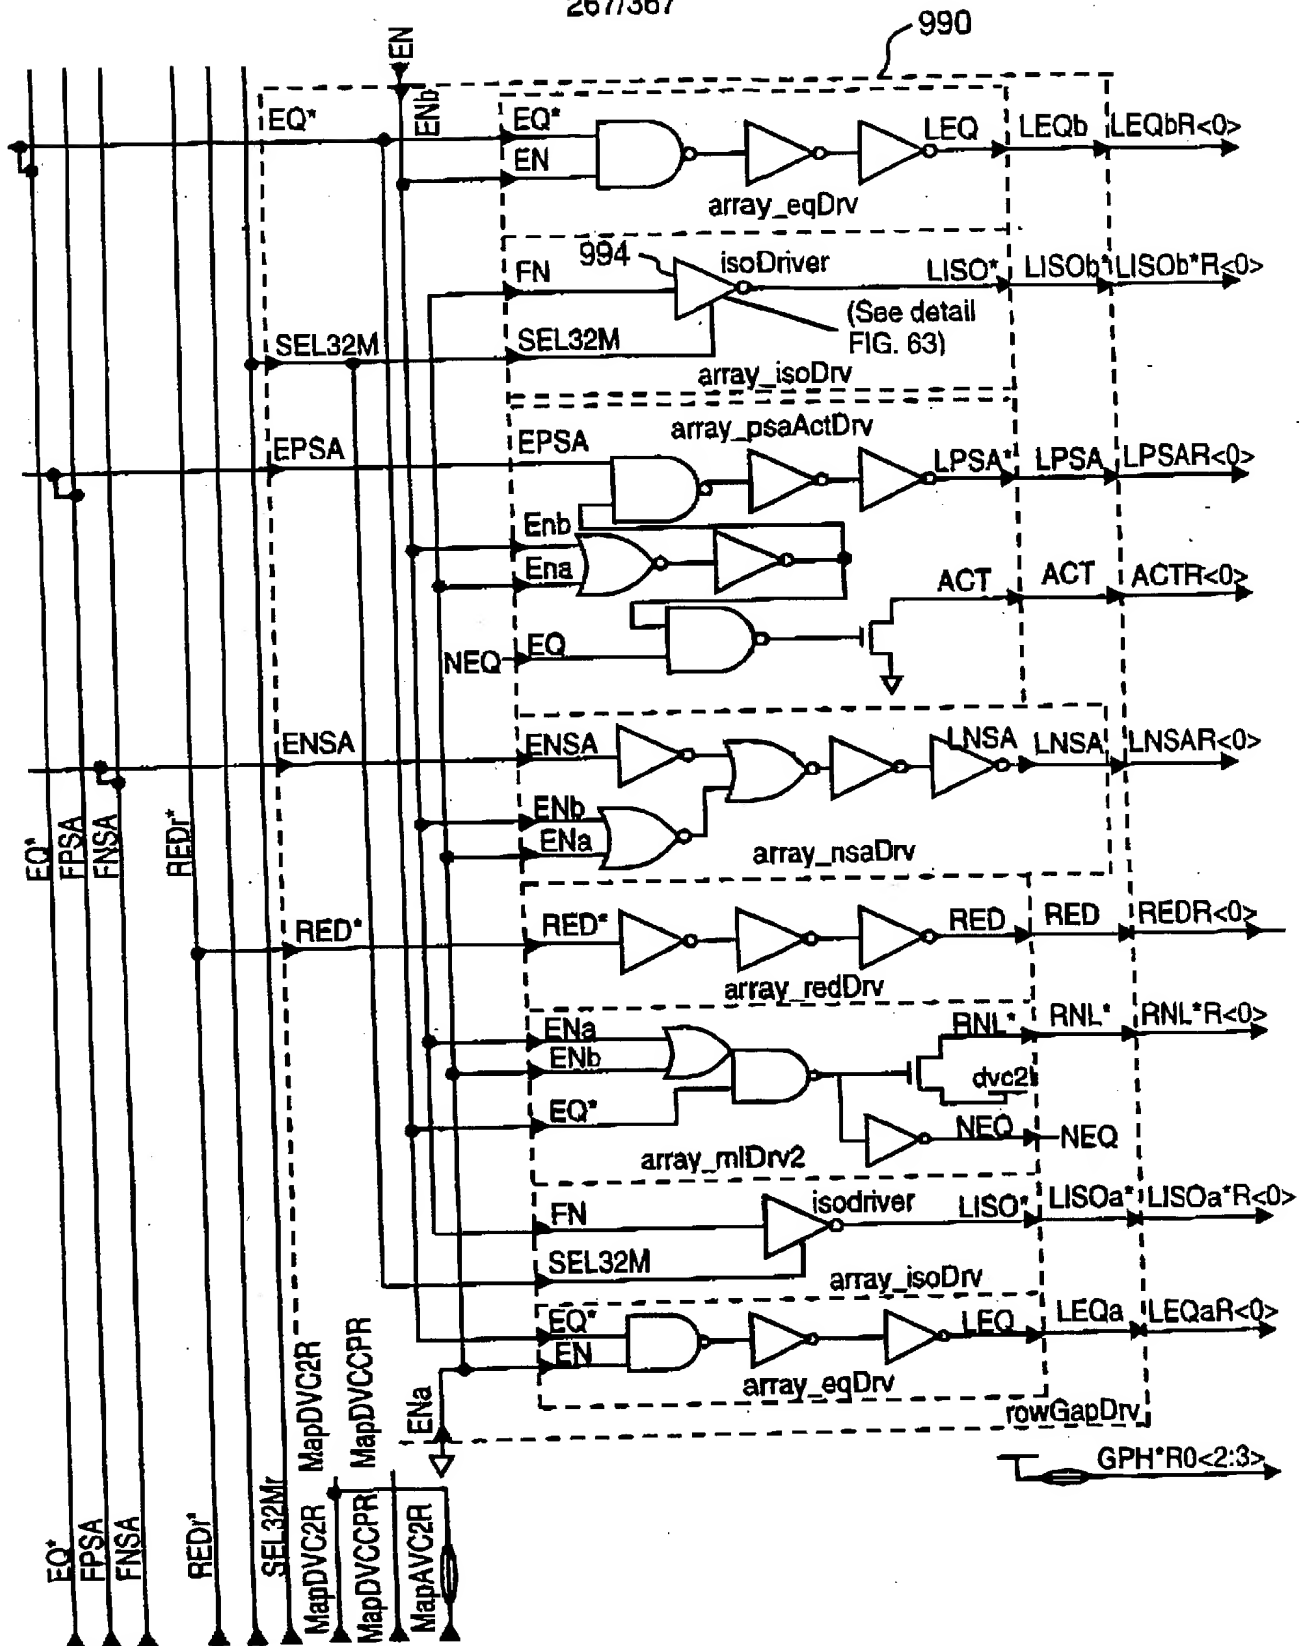 267/367
990
EN
ENb
EQ*
EQ*
EN
LEQ
LEQb
LEQbR<0>
array_eqDrv
994
isoDriver
FN
LISO*
LISOb*
LISOb*R<0>
(See detail
FIG. 63)
SEL32M
SEL32M
array_isoDrv
array_psaActDrv
EPSA
EPSA
LPSA*
LPSA
LPSAR<0>
Enb
Ena
ACT
ACT
ACTR<0>
NEQ
EQ
ENSA
ENSA
LNSA
LNSA
LNSAR<0>
ENb
ENa
array_nsaDrv
EQ*
FPSA
FNSA
REDr*
RED*
RED*
RED
RED
REDR<0>
array_redDrv
ENa
ENb
RNL*
RNL*
RNL*R<0>
dvc2
EQ*
NEQ
NEQ
array_rnlDrv2
isodriver
FN
LISO*
LISOa*
LISOa*R<0>
SEL32M
array_isoDrv
EQ*
EN
LEQ
LEQa
LEQaR<0>
array_eqDrv
rowGapDrv
ENa
MapDVC2R
MapDVCCPR
GPH*R0<2:3>
EQ*
FPSA
FNSA
REDr*
SEL32Mr
MapDVC2R
MapDVCCPR
MapAVC2R